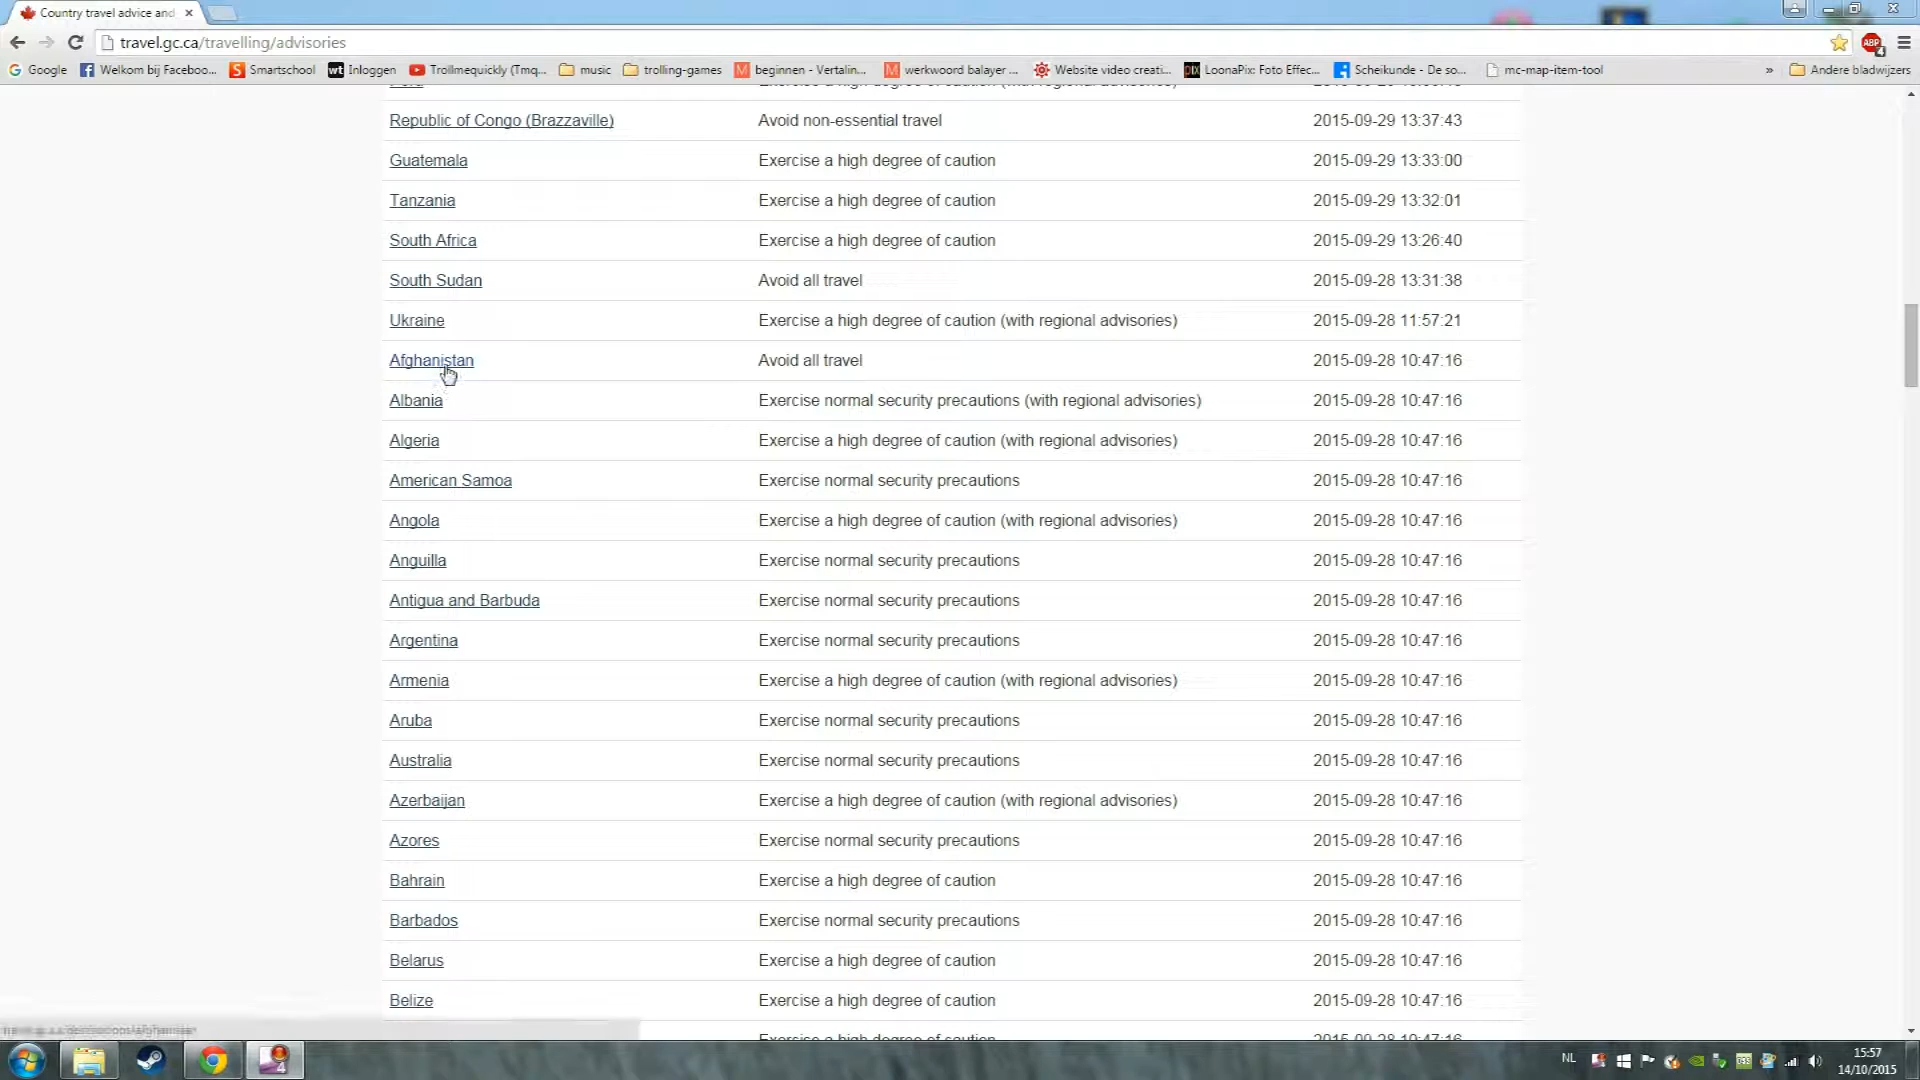 Country travel advice and
travel.gc.ca/travelling/advisories
Google Welkom bij Faceboo... Smartschool Inloggen Trollmequickly (Tmq... music trolling-games beginnen - Vertalin... werkwoord balayer ... Website video creati... LoonaPix: Foto Effec... Scheikunde - De so... mc-map-item-tool » Andere bladwijzers
Republic of Congo (Brazzaville) Avoid non-essential travel 2015-09-29 13:37:43
Guatemala Exercise a high degree of caution 2015-09-29 13:33:00
Tanzania Exercise a high degree of caution 2015-09-29 13:32:01
South Africa Exercise a high degree of caution 2015-09-29 13:26:40
South Sudan Avoid all travel 2015-09-28 13:31:38
Ukraine Exercise a high degree of caution (with regional advisories) 2015-09-28 11:57:21
Afghanistan Avoid all travel 2015-09-28 10:47:16
Albania Exercise normal security precautions (with regional advisories) 2015-09-28 10:47:16
Algeria Exercise a high degree of caution (with regional advisories) 2015-09-28 10:47:16
American Samoa Exercise normal security precautions 2015-09-28 10:47:16
Angola Exercise a high degree of caution (with regional advisories) 2015-09-28 10:47:16
Anguilla Exercise normal security precautions 2015-09-28 10:47:16
Antigua and Barbuda Exercise normal security precautions 2015-09-28 10:47:16
Argentina Exercise normal security precautions 2015-09-28 10:47:16
Armenia Exercise a high degree of caution (with regional advisories) 2015-09-28 10:47:16
Aruba Exercise normal security precautions 2015-09-28 10:47:16
Australia Exercise normal security precautions 2015-09-28 10:47:16
Azerbaijan Exercise a high degree of caution (with regional advisories) 2015-09-28 10:47:16
Azores Exercise normal security precautions 2015-09-28 10:47:16
Bahrain Exercise a high degree of caution 2015-09-28 10:47:16
Barbados Exercise normal security precautions 2015-09-28 10:47:16
Belarus Exercise a high degree of caution 2015-09-28 10:47:16
Belize Exercise a high degree of caution 2015-09-28 10:47:16
Exercise a high degree of caution 2015-09-28 10:47:16
NL 15:57
14/10/2015